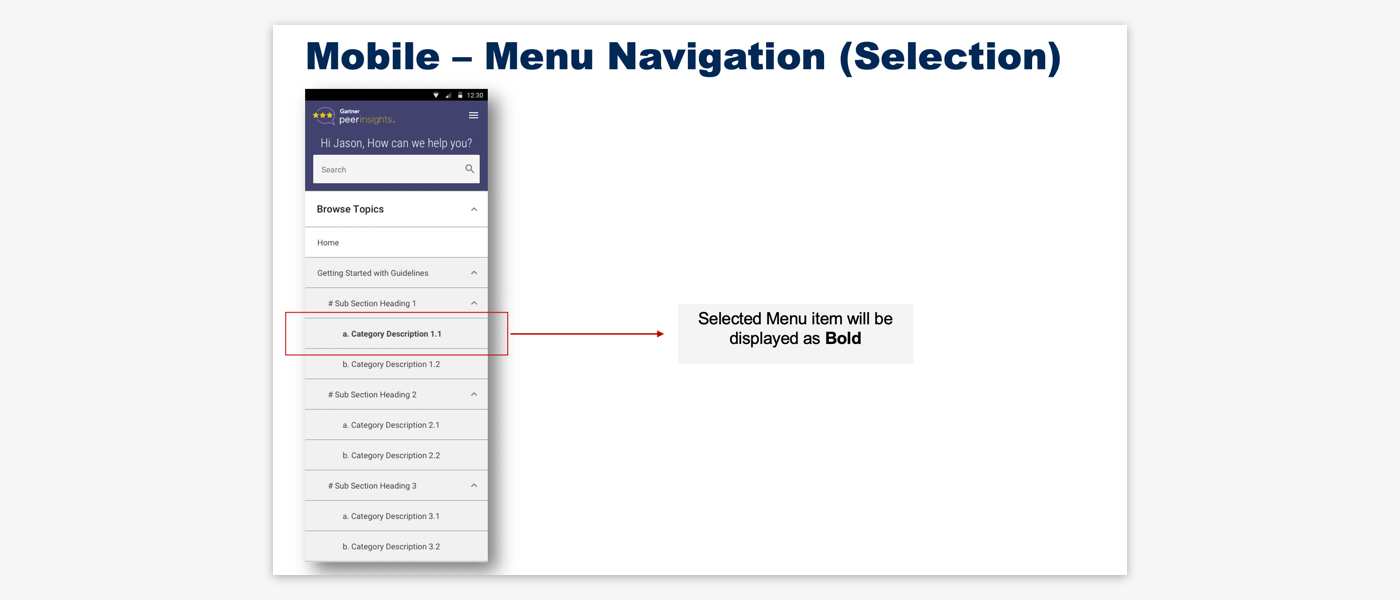 Mobile – Menu Navigation (Selection)
12:30
Gartner
peerinsights™
Hi Jason, How can we help you?
Search
Browse Topics
Home
Getting Started with Guidelines
# Sub Section Heading 1
a. Category Description 1.1
b. Category Description 1.2
# Sub Section Heading 2
a. Category Description 2.1
b. Category Description 2.2
# Sub Section Heading 3
a. Category Description 3.1
b. Category Description 3.2
Selected Menu item will be
displayed as Bold